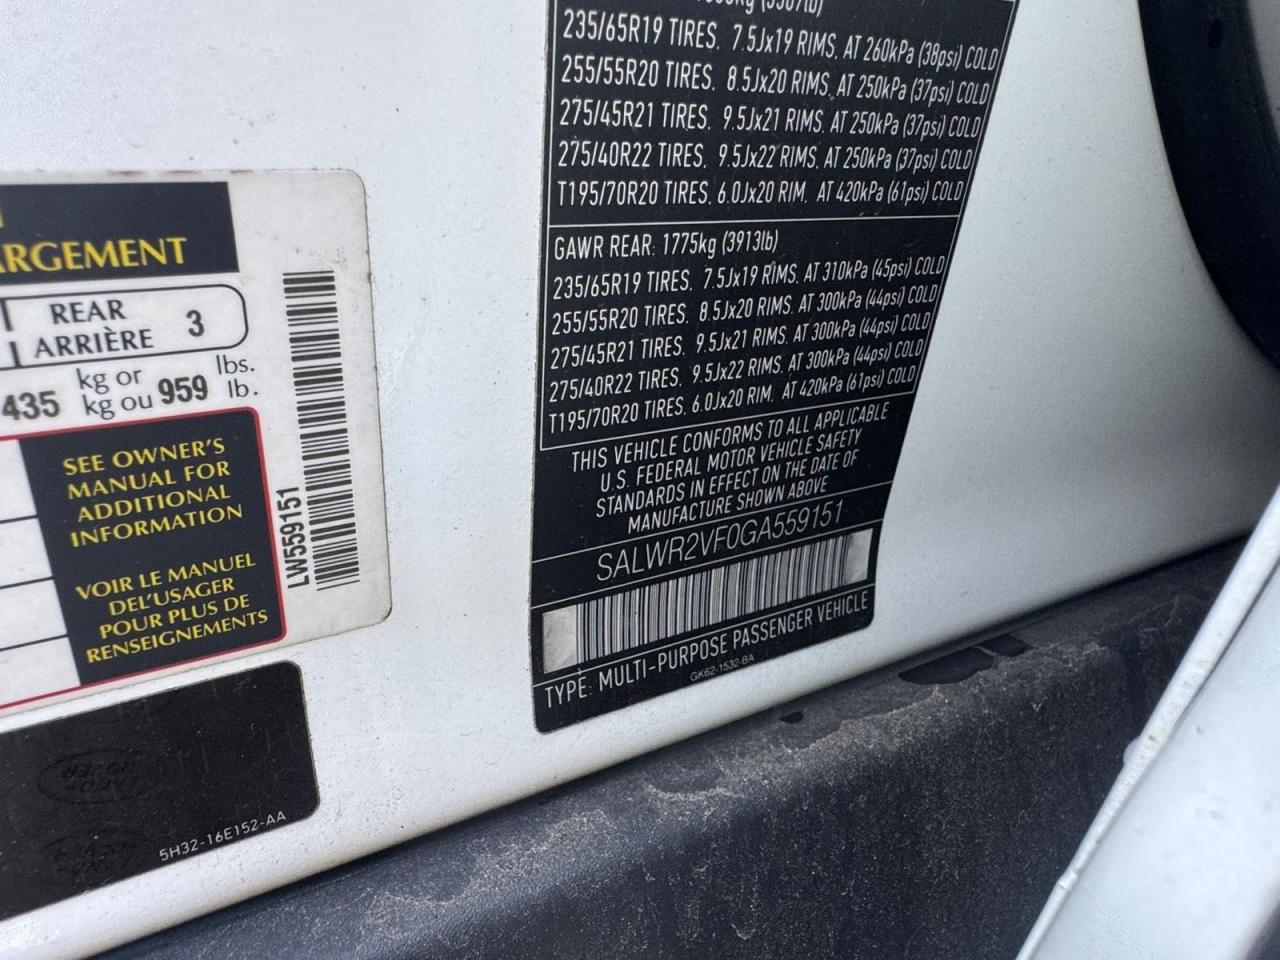 ARGEMENT
REAR
ARRIÈRE 3
435 kg or 959 lbs.
kg ou lb.
SEE OWNER'S
MANUAL FOR
ADDITIONAL
INFORMATION
VOIR LE MANUEL
DEL'USAGER
POUR PLUS DE
RENSEIGNEMENTS
LW559151
5H32-16E152-AA
235/65R19 TIRES. 7.5Jx19 RIMS. AT 260kPa (38psi) COLD
255/55R20 TIRES. 8.5Jx20 RIMS. AT 250kPa (37psi) COLD
275/45R21 TIRES. 9.5Jx21 RIMS. AT 250kPa (37psi) COLD
275/40R22 TIRES. 9.5Jx22 RIMS. AT 250kPa (37psi) COLD
T195/70R20 TIRES. 6.0Jx20 RIM. AT 420kPa (61psi) COLD
GAWR REAR: 1775kg (3913lb)
235/65R19 TIRES. 7.5Jx19 RIMS. AT 310kPa (45psi) COLD
255/55R20 TIRES. 8.5Jx20 RIMS. AT 300kPa (44psi) COLD
275/45R21 TIRES. 9.5Jx21 RIMS. AT 300kPa (44psi) COLD
275/40R22 TIRES. 9.5Jx22 RIMS. AT 300kPa (44psi) COLD
T195/70R20 TIRES. 6.0Jx20 RIM. AT 420kPa (61psi) COLD
THIS VEHICLE CONFORMS TO ALL APPLICABLE
U.S. FEDERAL MOTOR VEHICLE SAFETY
STANDARDS IN EFFECT ON THE DATE OF
MANUFACTURE SHOWN ABOVE
SALWR2VF0GA559151
TYPE: MULTI-PURPOSE PASSENGER VEHICLE
GK62-1532-BA